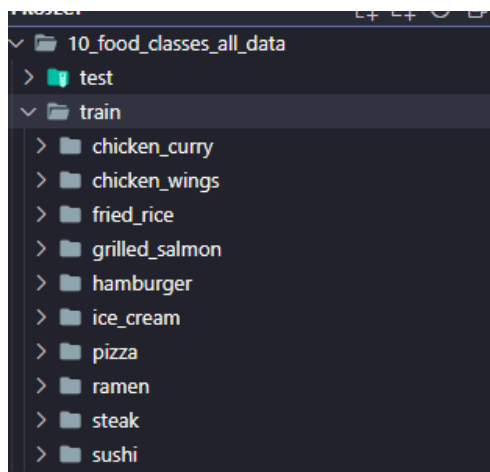 10_food_classes_all_data
test
train
chicken_curry
chicken_wings
fried_rice
grilled_salmon
hamburger
ice_cream
pizza
ramen
steak
sushi